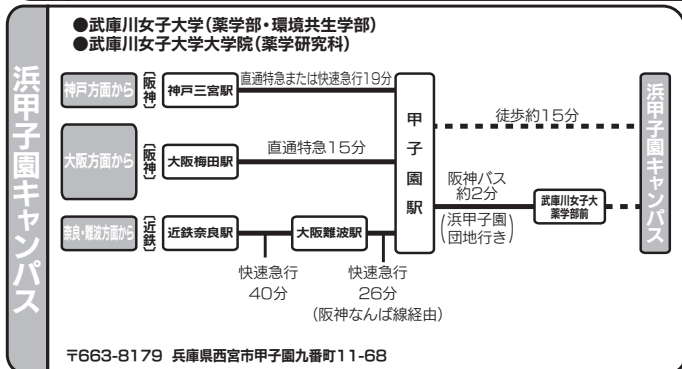 ●武庫川女子大学(薬学部・環境共生学部)
●武庫川女子大学大学院(薬学研究科)
浜甲子園キャンパス
神戸方面から
〔阪神〕
神戸三宮駅
直通特急または快速急行19分
大阪方面から
〔阪神〕
大阪梅田駅
直通特急15分
奈良・難波方面から
〔近鉄〕
近鉄奈良駅
快速急行
40分
大阪難波駅
快速急行
26分
(阪神なんば線経由)
甲子園駅
徒歩約15分
阪神バス
約2分
(浜甲子園
団地行き)
武庫川女子大
薬学部前
浜甲子園キャンパス
〒663-8179 兵庫県西宮市甲子園九番町11-68